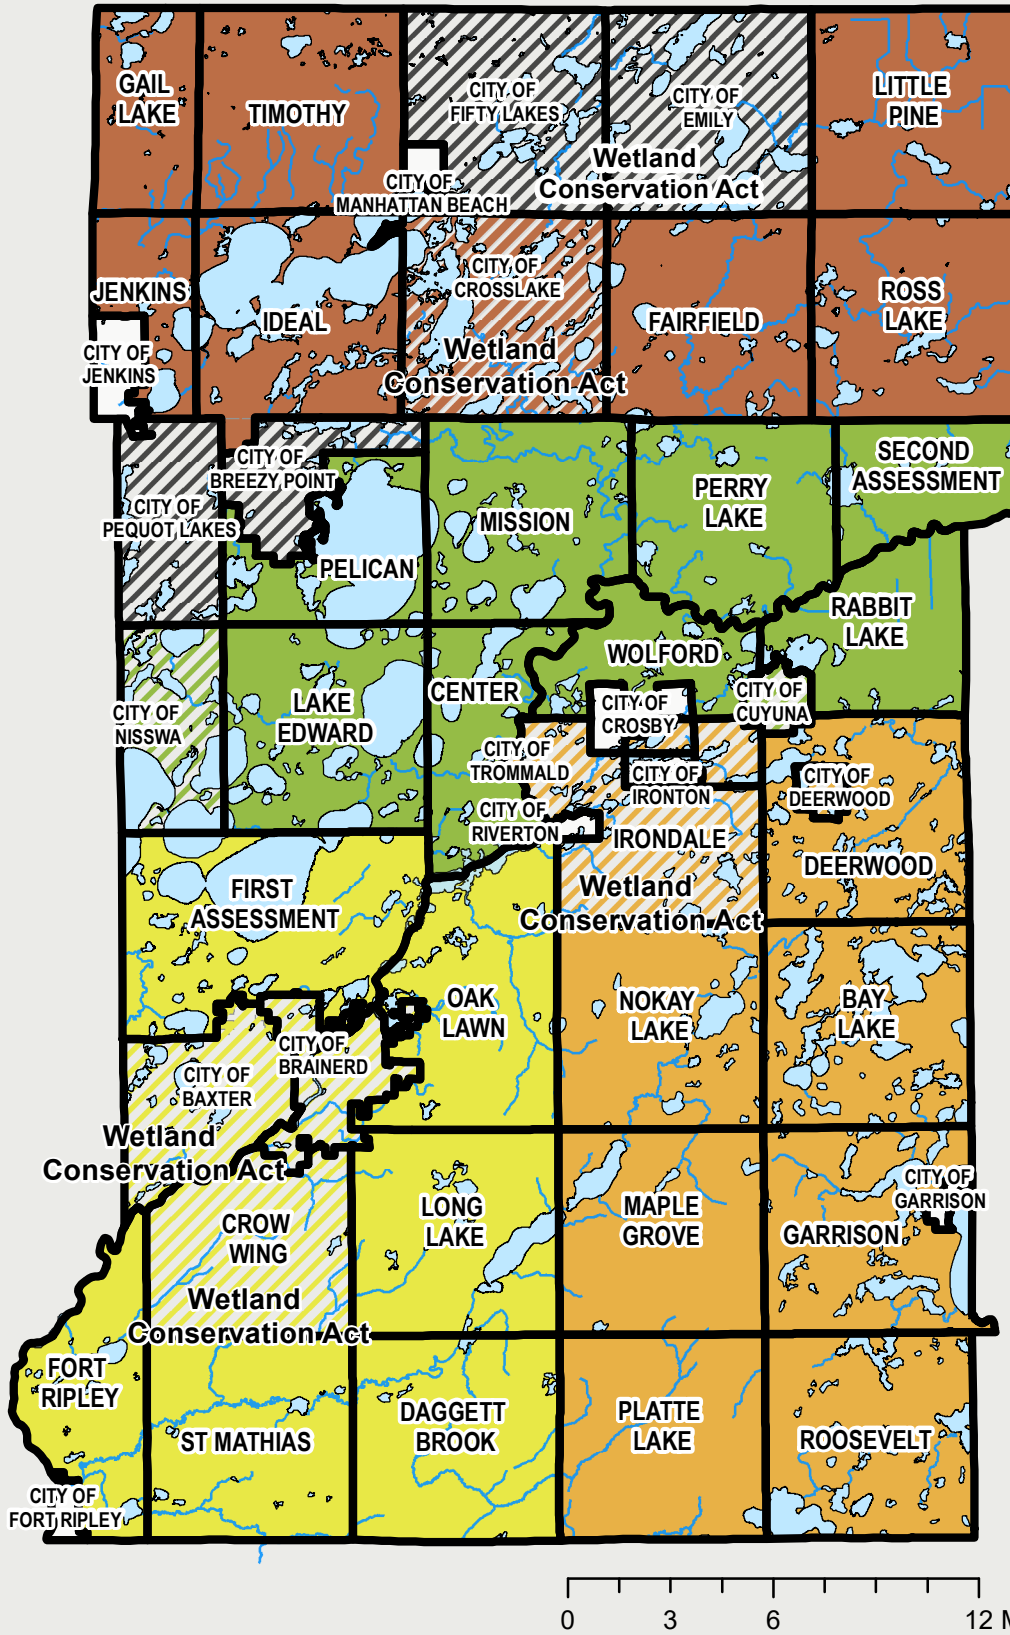 GAIL
LAKE
TIMOTHY
CITY OF
FIFTY LAKES
CITY OF
EMILY
LITTLE
PINE
Wetland
Conservation Act
CITY OF
MANHATTAN BEACH
JENKINS
IDEAL
CITY OF
CROSSLAKE
FAIRFIELD
ROSS
LAKE
CITY OF
JENKINS
Wetland
Conservation Act
CITY OF
BREEZY POINT
CITY OF
PEQUOT LAKES
PELICAN
MISSION
PERRY
LAKE
SECOND
ASSESSMENT
RABBIT
LAKE
WOLFORD
CITY OF
NISSWA
LAKE
EDWARD
CENTER
CITY OF
CROSBY
CITY OF
CUYUNA
CITY OF
TROMMALD
CITY OF
IRONTON
CITY OF
DEERWOOD
CITY OF
RIVERTON
IRONDALE
DEERWOOD
FIRST
ASSESSMENT
Wetland
Conservation Act
OAK
LAWN
NOKAY
LAKE
BAY
LAKE
CITY OF
BRAINERD
CITY OF
BAXTER
Wetland
Conservation Act
CROW
WING
LONG
LAKE
MAPLE
GROVE
GARRISON
CITY OF
GARRISON
Wetland
Conservation Act
FORT
RIPLEY
ST MATHIAS
DAGGETT
BROOK
PLATTE
LAKE
ROOSEVELT
CITY OF
FORT RIPLEY
0 3 6 12 M